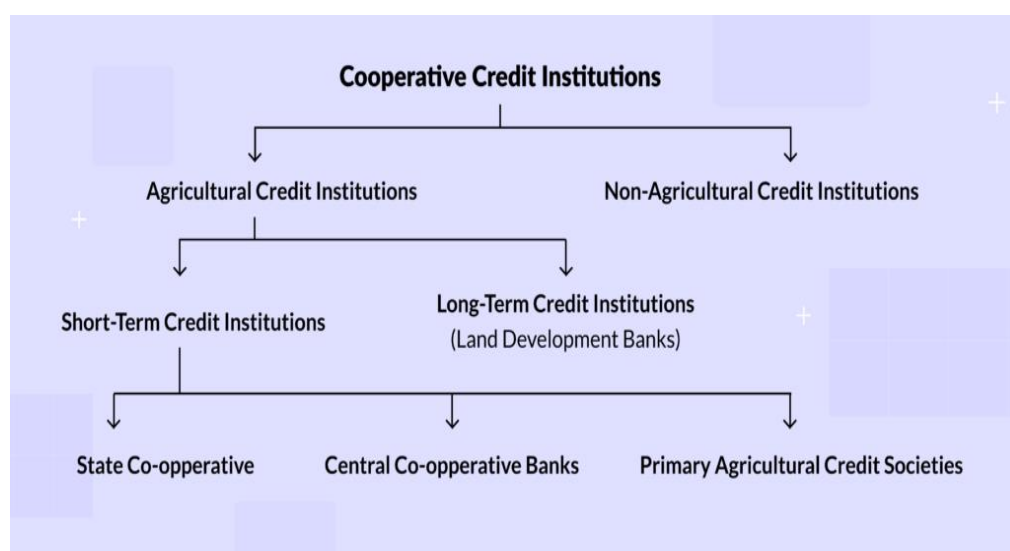 Cooperative Credit Institutions
Agricultural Credit Institutions
Non-Agricultural Credit Institutions
Short-Term Credit Institutions
Long-Term Credit Institutions
(Land Development Banks)
State Co-opperative
Central Co-opperative Banks
Primary Agricultural Credit Societies